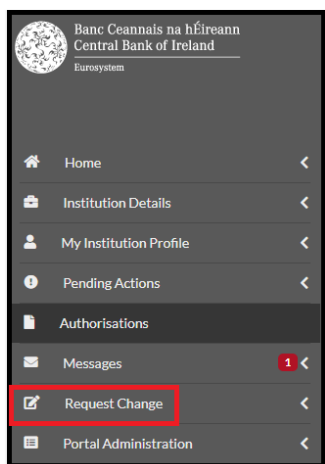 Banc Ceannais na hÉireann
Central Bank of Ireland
Eurosystem
Home
Institution Details
My Institution Profile
Pending Actions
Authorisations
Messages 1
Request Change
Portal Administration